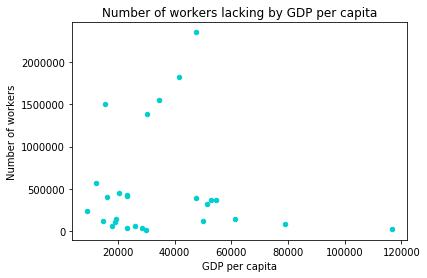 Number of workers lacking by GDP per capita
Number of workers
2000000
1500000
1000000
500000
0
20000 40000 60000 80000 100000 120000
GDP per capita